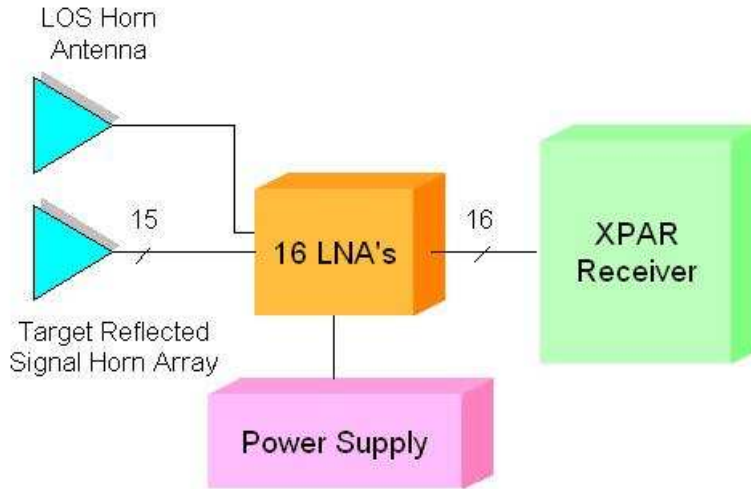 LOS Horn
Antenna
15
16
16 LNA's
XPAR
Receiver
Target Reflected
Signal Horn Array
Power Supply